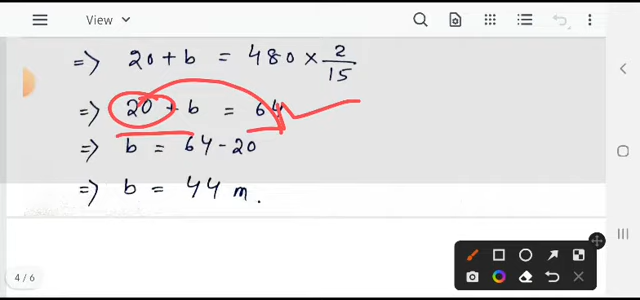 View
=> 20 + b = 480 × 2/15
=> 20 + b = 64
=> b = 64 - 20
=> b = 44 m.
4 / 6